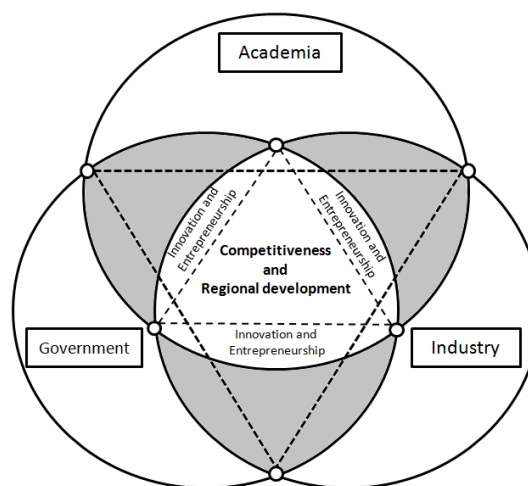 Academia
Innovation and
Entrepreneurship
Innovation and
Entrepreneurship
Competitiveness
and
Regional development
Innovation and
Entrepreneurship
Government
Industry